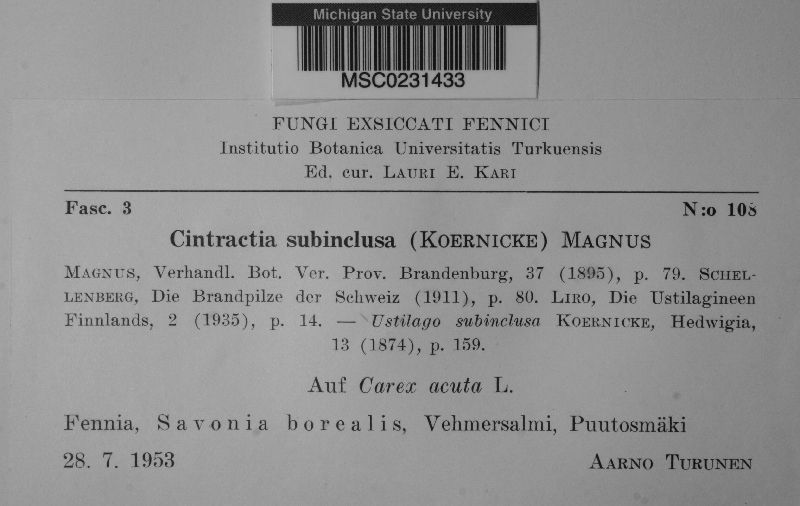 Michigan State University
MSC0231433
FUNGI EXSICCATI FENNICI
Institutio Botanica Universitatis Turkuensis
Ed. cur. LAURI E. KARI
Fasc. 3 N:o 108
Cintractia subinclusa (KOERNICKE) MAGNUS
MAGNUS, Verhandl. Bot. Ver. Prov. Brandenburg, 37 (1895), p. 79. SCHEL-
LENBERG, Die Brandpilze der Schweiz (1911), p. 80. LIRO, Die Ustilagineen
Finnlands, 2 (1935), p. 14. — Ustilago subinclusa KOERNICKE, Hedwigia,
13 (1874), p. 159.
Auf Carex acuta L.
Fennia, Savonia borealis, Vehmersalmi, Puutosmäki
28. 7. 1953 AARNO TURUNEN